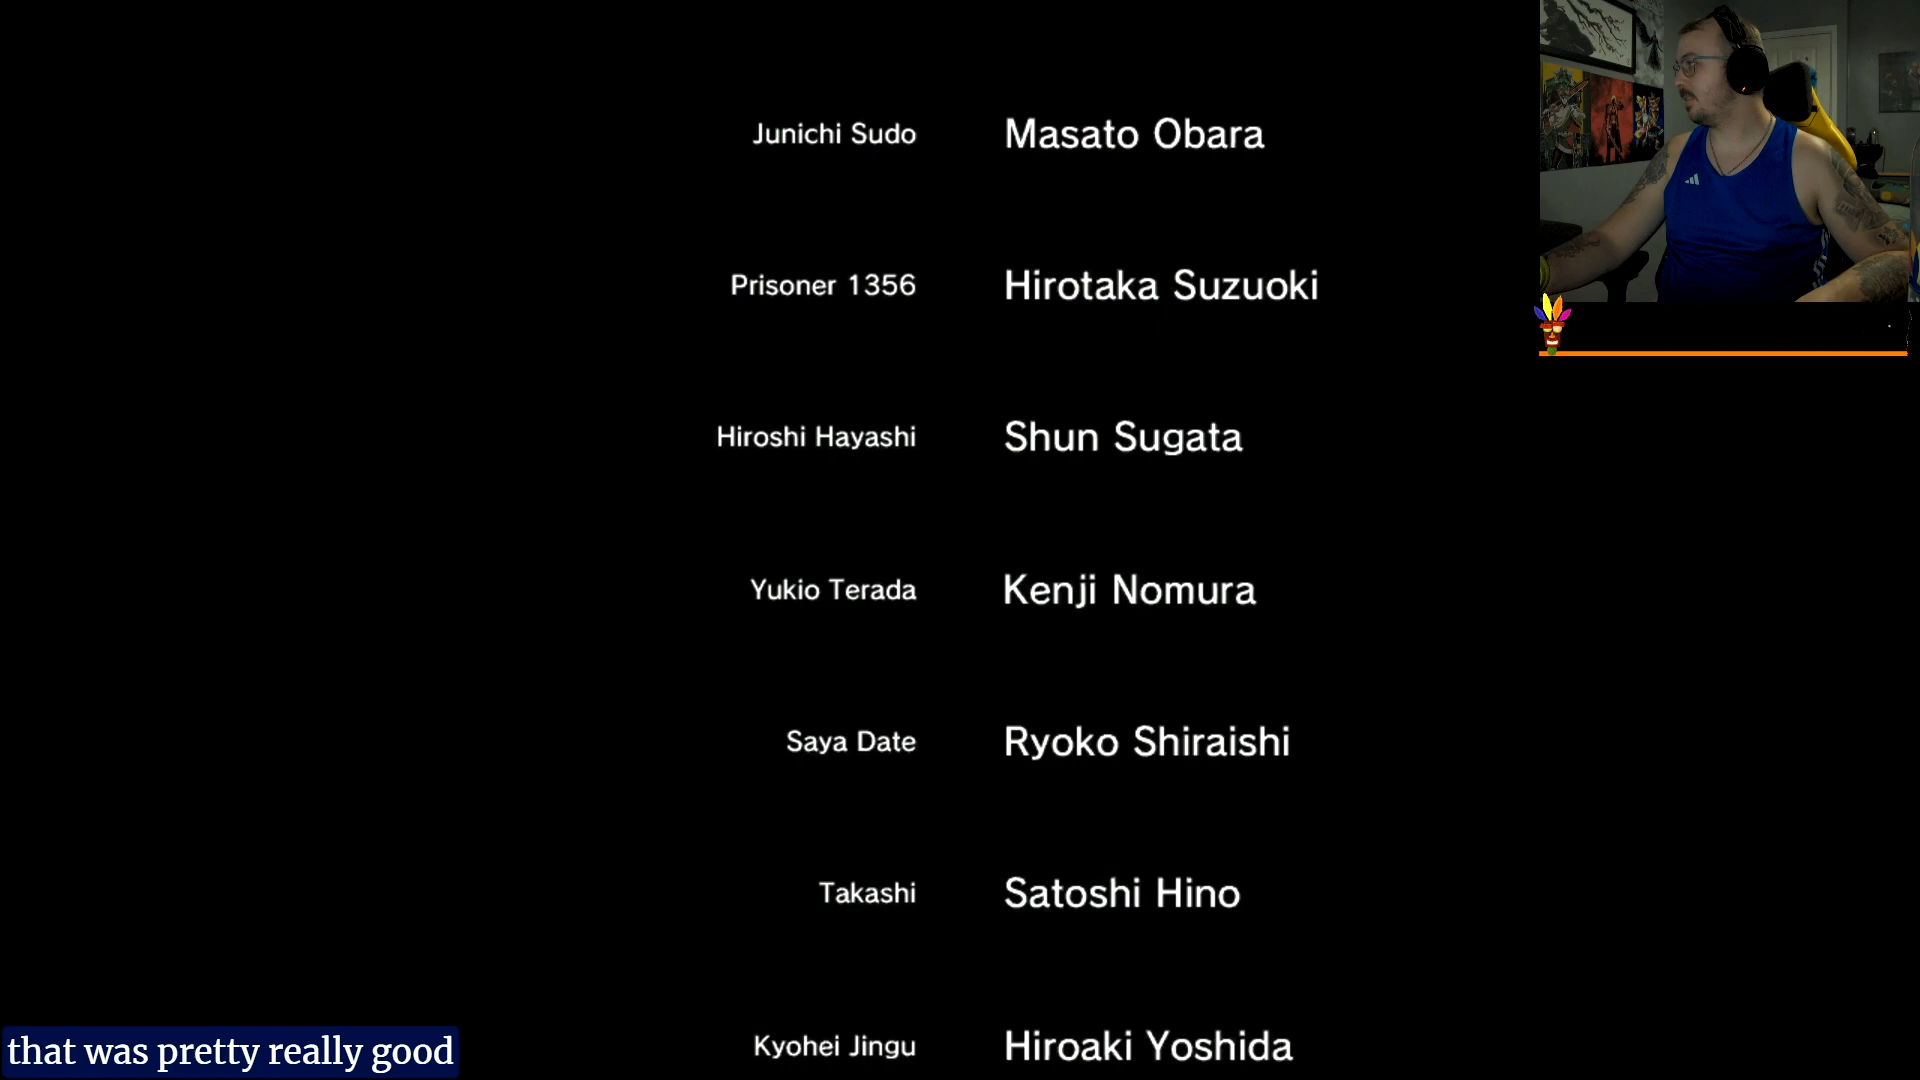 Junichi Sudo Masato Obara
Prisoner 1356 Hirotaka Suzuoki
Hiroshi Hayashi Shun Sugata
Yukio Terada Kenji Nomura
Saya Date Ryoko Shiraishi
Takashi Satoshi Hino
Kyohei Jingu Hiroaki Yoshida
that was pretty really good